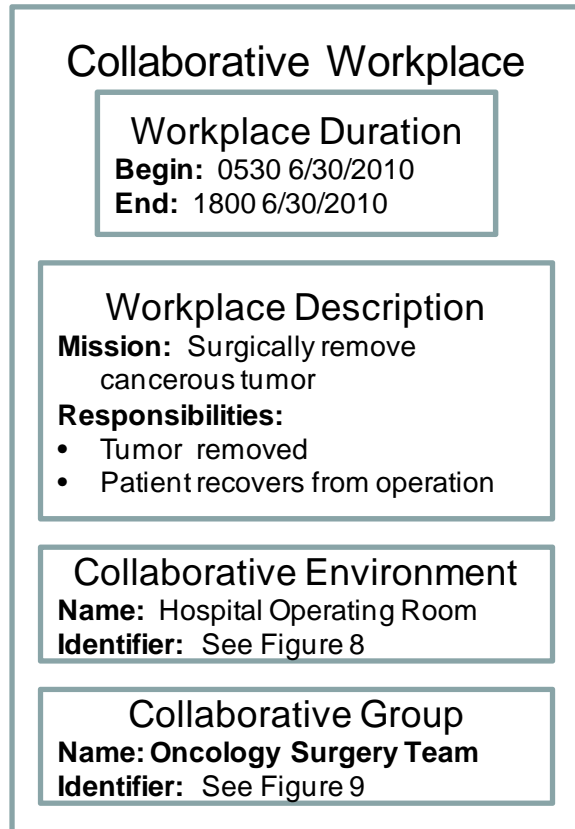 Collaborative Workplace
Workplace Duration
Begin: 0530 6/30/2010
End: 1800 6/30/2010
Workplace Description
Mission: Surgically remove
cancerous tumor
Responsibilities:
• Tumor removed
• Patient recovers from operation
Collaborative Environment
Name: Hospital Operating Room
Identifier: See Figure 8
Collaborative Group
Name: Oncology Surgery Team
Identifier: See Figure 9